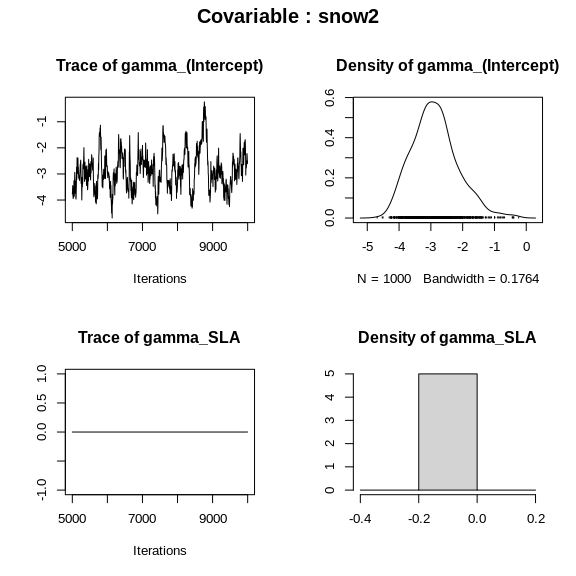 Covariable : snow2
Trace of gamma_(Intercept)
-1
-2
-3
-4
5000 7000 9000
Iterations
Density of gamma_(Intercept)
0.6
0.4
0.2
0.0
-5 -4 -3 -2 -1 0
N = 1000 Bandwidth = 0.1764
Trace of gamma_SLA
1.0
0.5
0.0
-1.0
5000 7000 9000
Iterations
Density of gamma_SLA
5
4
3
2
1
0
-0.4 -0.2 0.0 0.2